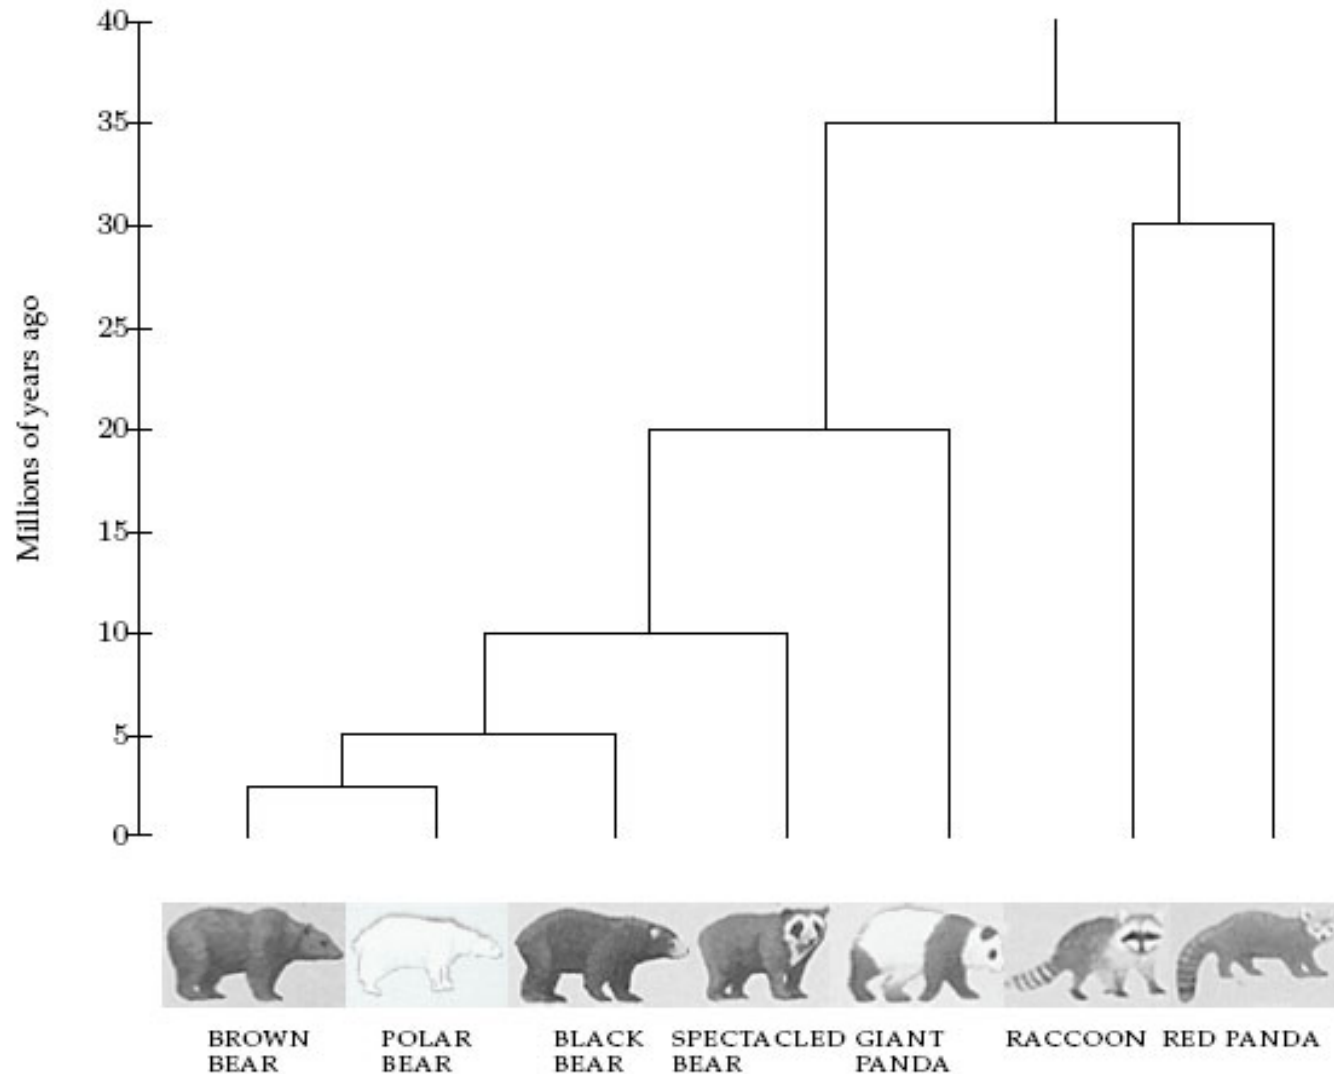 40
35
30
25
20
15
10
5
0
Millions of years ago
BROWN BEAR
POLAR BEAR
BLACK BEAR
SPECTACLED BEAR
GIANT PANDA
RACCOON
RED PANDA